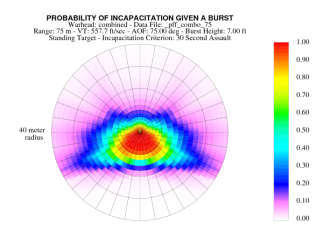 PROBABILITY OF INCAPACITATION GIVEN A BURST
Warhead: combined - Data File: _pff_combo_75
Range: 75 m - VT: 557.7 ft/sec - AOF: 75.00 deg - Burst Height: 7.00 ft
Standing Target - Incapacitation Criterion: 30 Second Assault
40 meter
radius
1.00
0.90
0.80
0.70
0.60
0.50
0.40
0.30
0.20
0.10
0.00